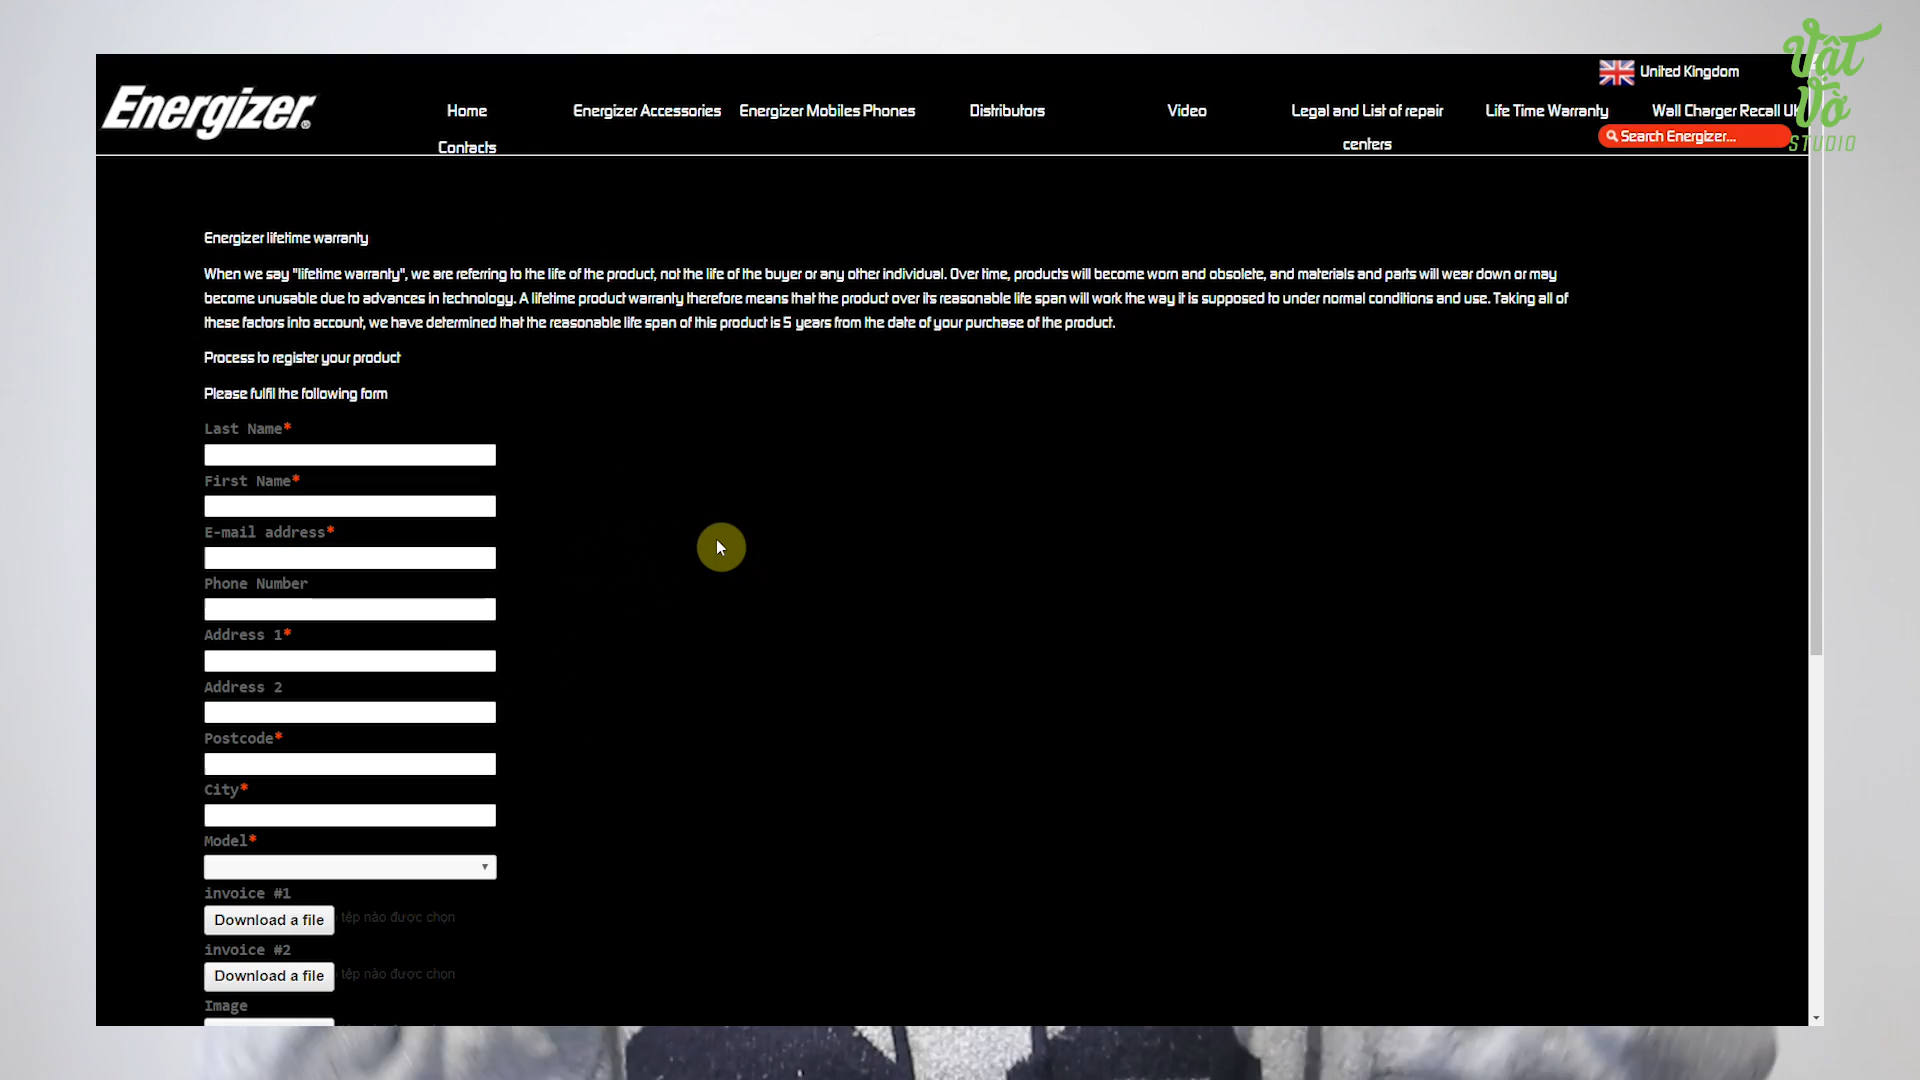 Vật
Vờ
STUDIO
United Kingdom
Energizer
Home
Energizer Accessories
Energizer Mobiles Phones
Distributors
Video
Legal and List of repair
centers
Life Time Warranty
Wall Charger Recall UK
Contacts
Search Energizer...
Energizer lifetime warranty
When we say "lifetime warranty", we are referring to the life of the product, not the life of the buyer or any other individual. Over time, products will become worn and obsolete, and materials and parts will wear down or may
become unusable due to advances in technology. A lifetime product warranty therefore means that the product over its reasonable life span will work the way it is supposed to under normal conditions and use. Taking all of
these factors into account, we have determined that the reasonable life span of this product is 5 years from the date of your purchase of the product.
Process to register your product
Please fulfil the following form
Last Name*
First Name*
E-mail address*
Phone Number
Address 1*
Address 2
Postcode*
City*
Model*
invoice #1
Download a file tệp nào được chọn
invoice #2
Download a file tệp nào được chọn
Image